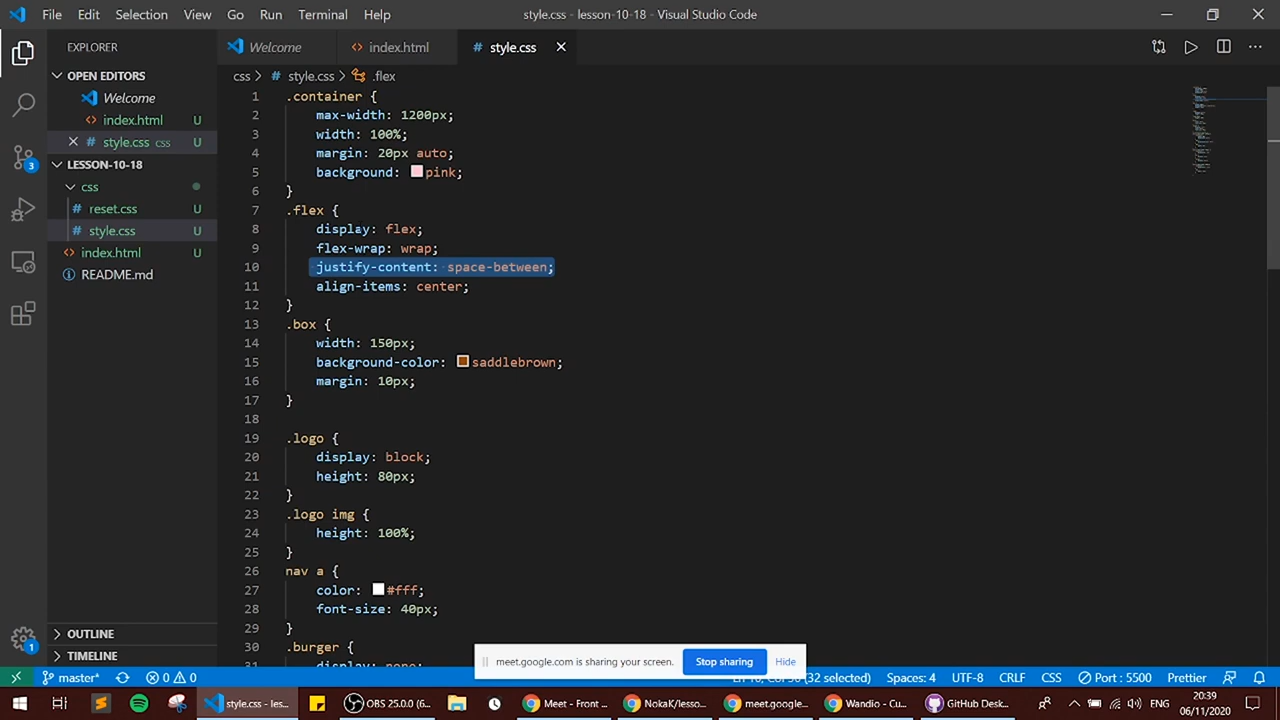 File Edit Selection View Go Run Terminal Help style.css - lesson-10-18 - Visual Studio Code
EXPLORER
OPEN EDITORS
Welcome
index.html U
style.css css U
LESSON-10-18
css
reset.css U
style.css U
index.html U
README.md
OUTLINE
TIMELINE
Welcome index.html # style.css
css > # style.css > .flex
1 .container {
2 max-width: 1200px;
3 width: 100%;
4 margin: 20px auto;
5 background: pink;
6 }
7 .flex {
8 display: flex;
9 flex-wrap: wrap;
10 justify-content: space-between;
11 align-items: center;
12 }
13 .box {
14 width: 150px;
15 background-color: saddlebrown;
16 margin: 10px;
17 }
18
19 .logo {
20 display: block;
21 height: 80px;
22 }
23 .logo img {
24 height: 100%;
25 }
26 nav a {
27 color: #fff;
28 font-size: 40px;
29 }
30 .burger {
31 display: none;
meet.google.com is sharing your screen. Stop sharing Hide
3
1
master* 0 0 (32 selected) Spaces: 4 UTF-8 CRLF CSS Port : 5500 Prettier
style.css - les... OBS 25.0.0 (6... Meet - Front ... NokaK/lesso... meet.google... Wandio - Cu... GitHub Desk... ENG 20:39
06/11/2020